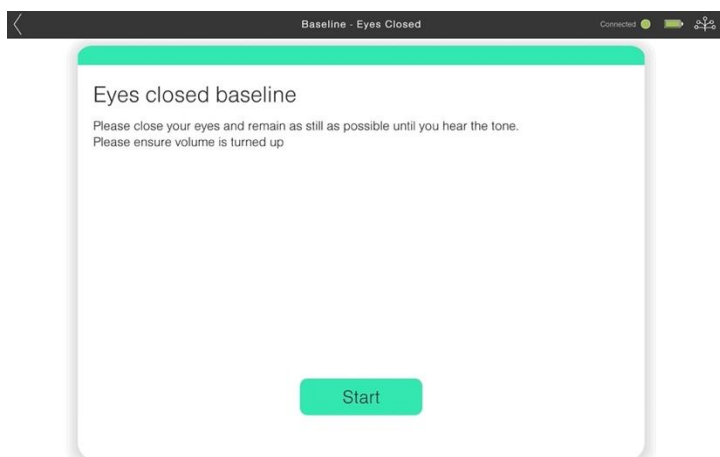 Baseline - Eyes Closed
Connected
Eyes closed baseline
Please close your eyes and remain as still as possible until you hear the tone.
Please ensure volume is turned up
Start